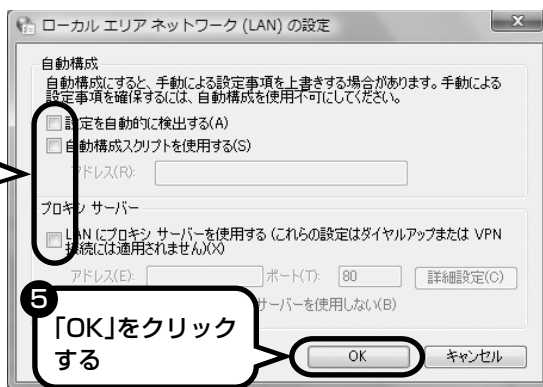 ローカル エリア ネットワーク (LAN) の設定
自動構成
自動構成にすると、手動による設定事項を上書きする場合があります。手動による
設定事項を確保するには、自動構成を使用不可にしてください。
設定を自動的に検出する(A)
自動構成スクリプトを使用する(S)
アドレス(R):
プロキシ サーバー
LAN にプロキシ サーバーを使用する (これらの設定はダイヤルアップまたは VPN
接続には適用されません)(X)
アドレス(E): ポート(T): 80 詳細設定(C)
サーバーを使用しない(B)
5
「OK」をクリック
する
OK キャンセル